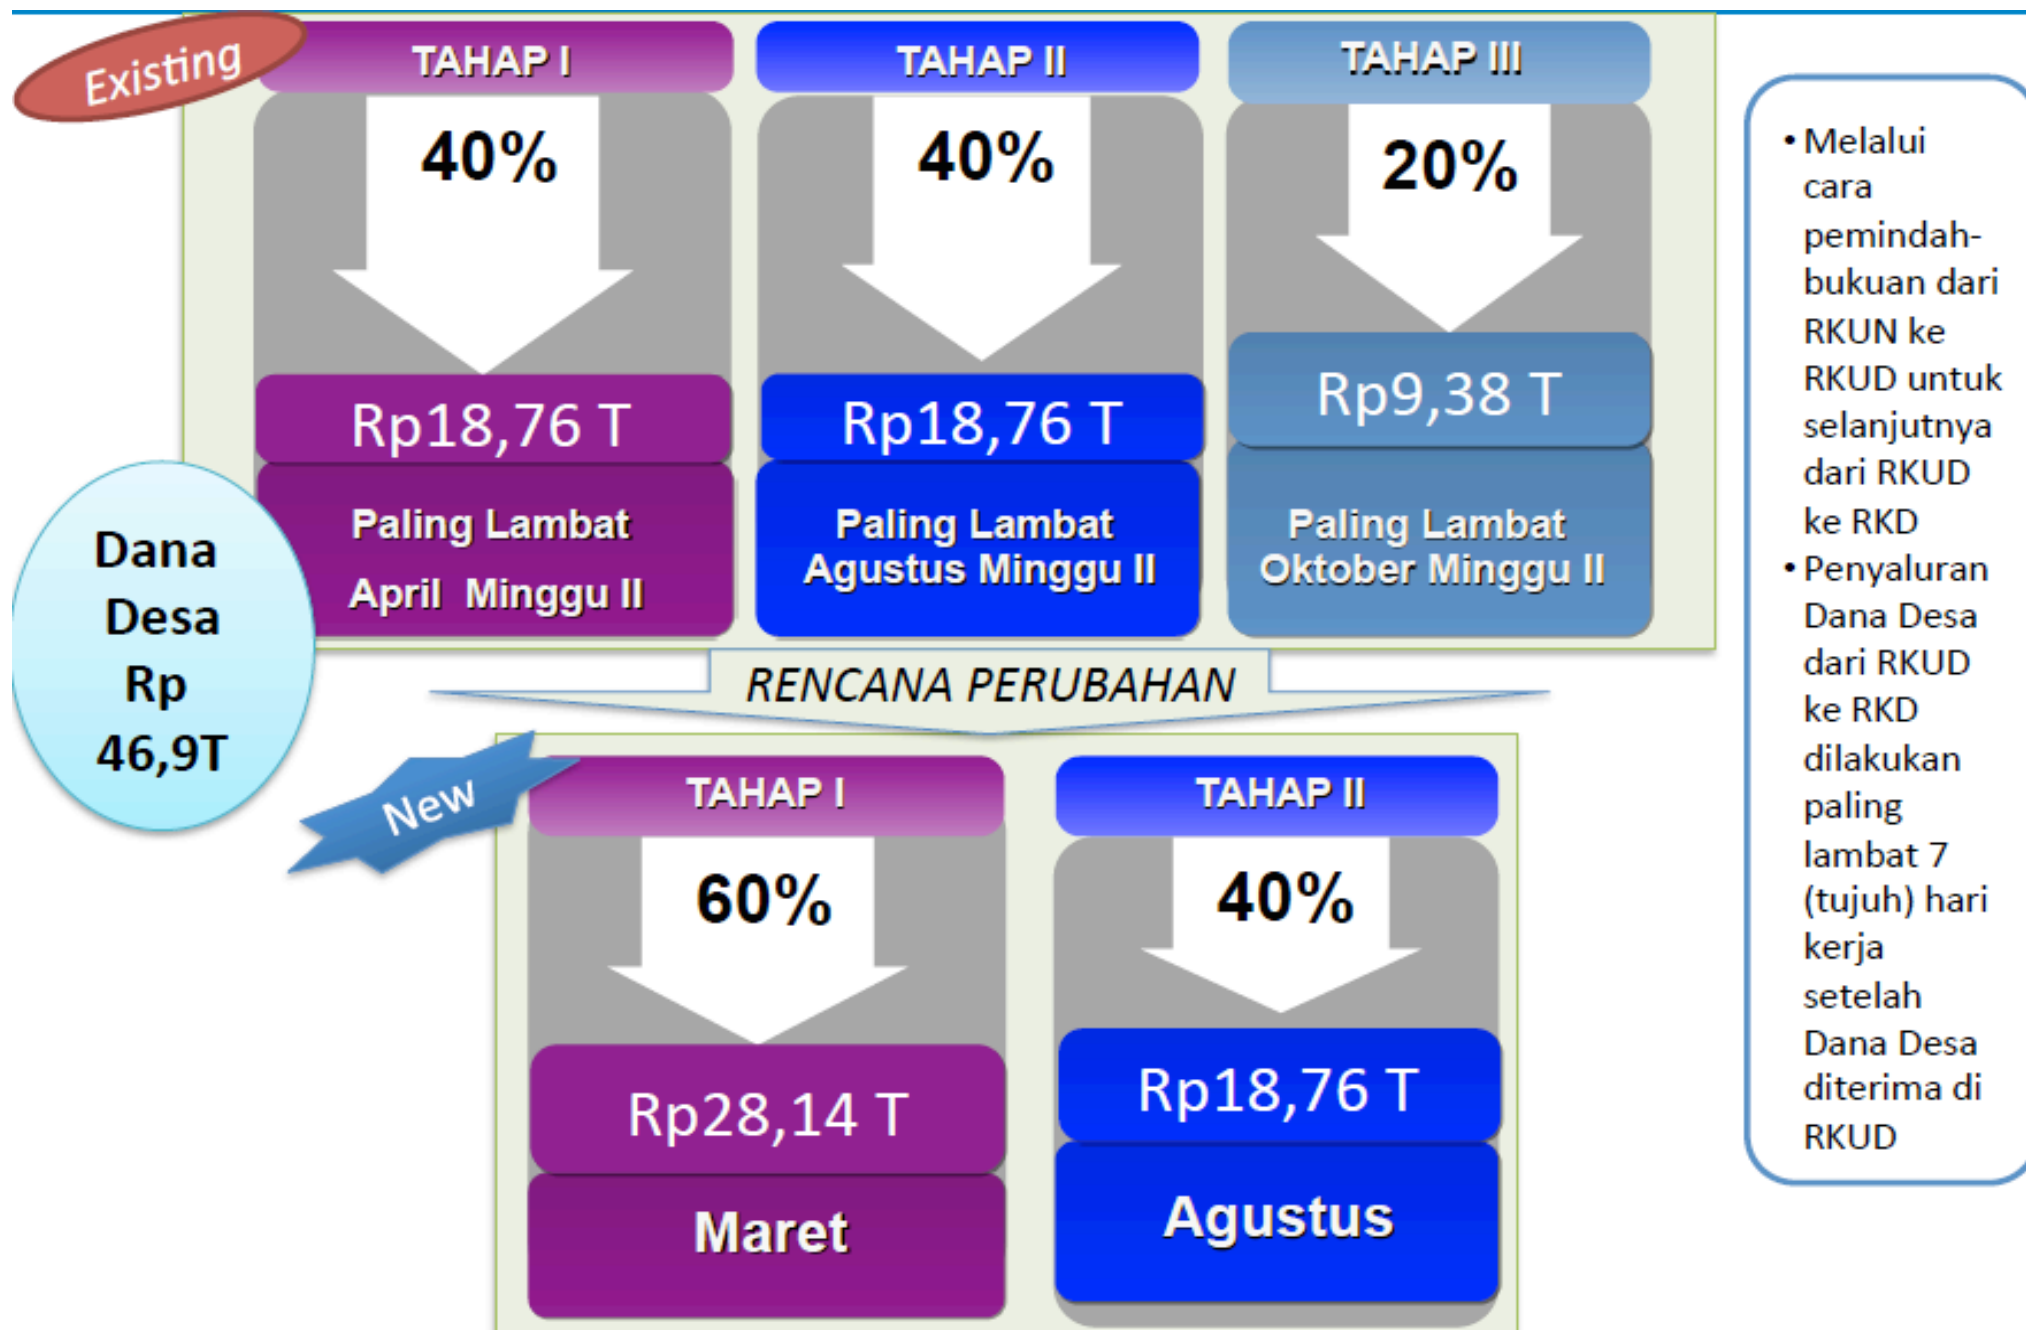 Existing
TAHAP I
40%
Rp18,76 T
Paling Lambat
April Minggu II
TAHAP II
40%
Rp18,76 T
Paling Lambat
Agustus Minggu II
TAHAP III
20%
Rp9,38 T
Paling Lambat
Oktober Minggu II
Dana
Desa
Rp
46,9T
RENCANA PERUBAHAN
New
TAHAP I
60%
Rp28,14 T
Maret
TAHAP II
40%
Rp18,76 T
Agustus
• Melalui
cara
pemindah-
bukuan dari
RKUN ke
RKUD untuk
selanjutnya
dari RKUD
ke RKD
• Penyaluran
Dana Desa
dari RKUD
ke RKD
dilakukan
paling
lambat 7
(tujuh) hari
kerja
setelah
Dana Desa
diterima di
RKUD